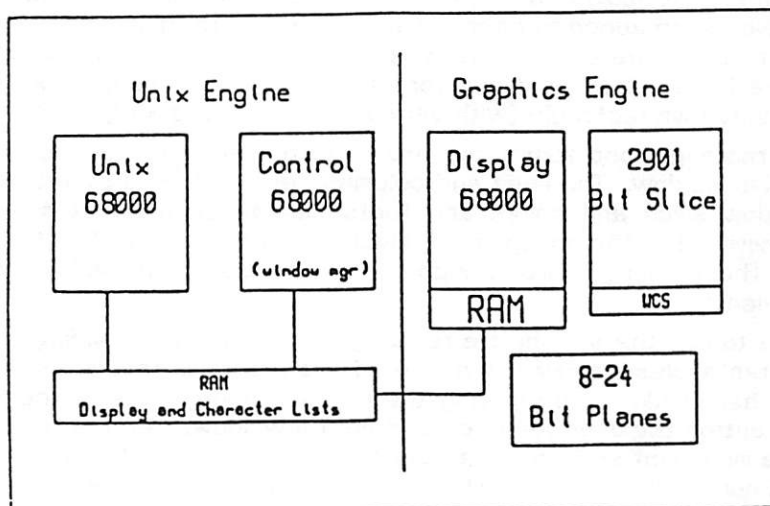 Unix Engine
Graphics Engine
Unix
68000
Control
68000
(window mgr)
Display
68000
RAM
2901
Bit Slice
WCS
RAM
Display and Character Lists
8-24
Bit Planes